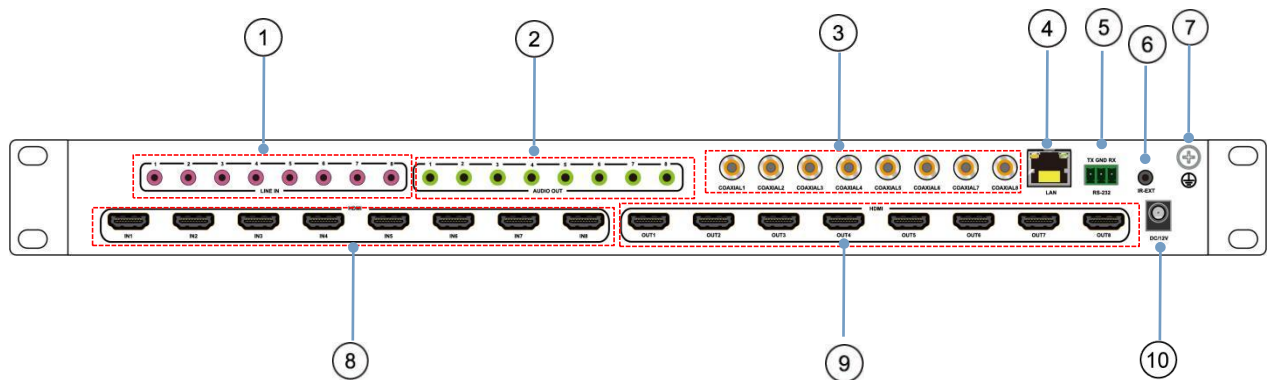 1 2 3 4 5 6 7
1 2 3 4 5 6 7 8
LINE IN
1 2 3 4 5 6 7 8
AUDIO OUT
COAXIAL1 COAXIAL2 COAXIAL3 COAXIAL4 COAXIAL5 COAXIAL6 COAXIAL7 COAXIAL8
LAN
TX GND RX
RS-232
IR-EXT
HDMI
IN1 IN2 IN3 IN4 IN5 IN6 IN7 IN8
HDMI
OUT1 OUT2 OUT3 OUT4 OUT5 OUT6 OUT7 OUT8
DC/12V
8 9 10